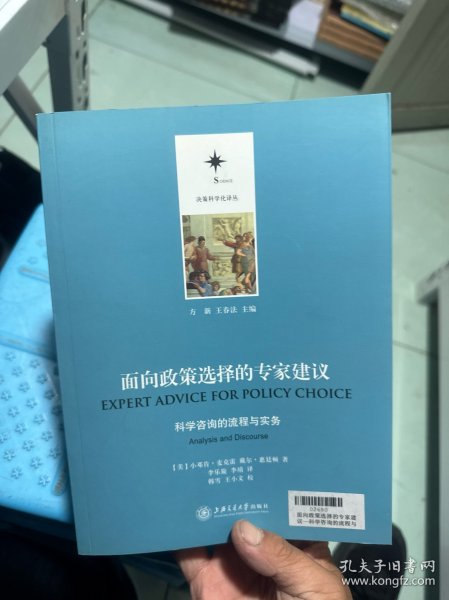 SCIENCE
决策科学化译丛
方 新 王春法 主编
面向政策选择的专家建议
EXPERT ADVICE FOR POLICY CHOICE
科学咨询的流程与实务
Analysis and Discourse
[美]小邓肯·麦克雷 戴尔·惠廷顿 著
李乐旋 李靖 译
韩雪 王小文 校
上海交通大学出版社
02480
面向政策选择的专家建
议—科学咨询的流程与
孔夫子旧书网
www.kongfz.com